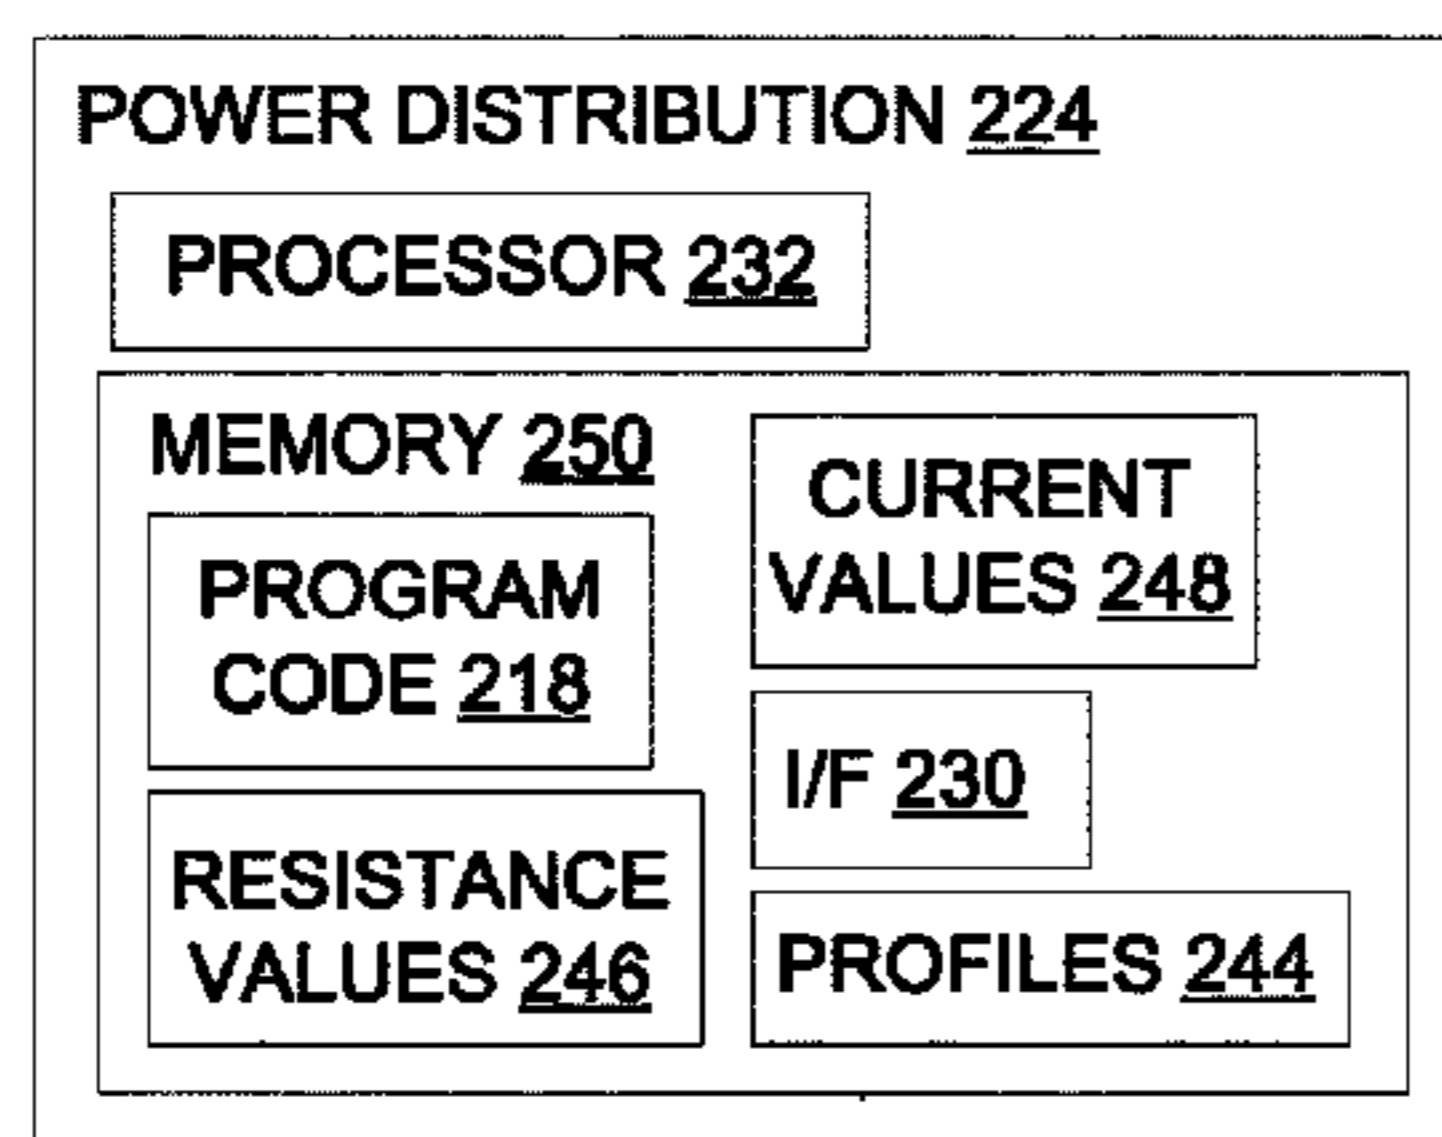 POWER DISTRIBUTION 224
PROCESSOR 232
MEMORY 250
PROGRAM
CODE 218
RESISTANCE
VALUES 246
CURRENT
VALUES 248
I/F 230
PROFILES 244